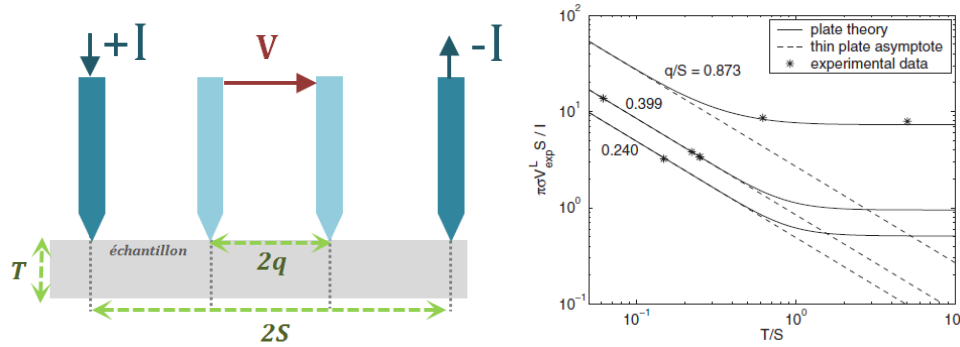 +I
V
-I
échantillon
T
2q
2S
10^2
10^1
10^0
10^-1
πσV^L_exp S / I
plate theory
thin plate asymptote
experimental data
q/S = 0.873
0.399
0.240
10^-1
10^0
10^1
T/S